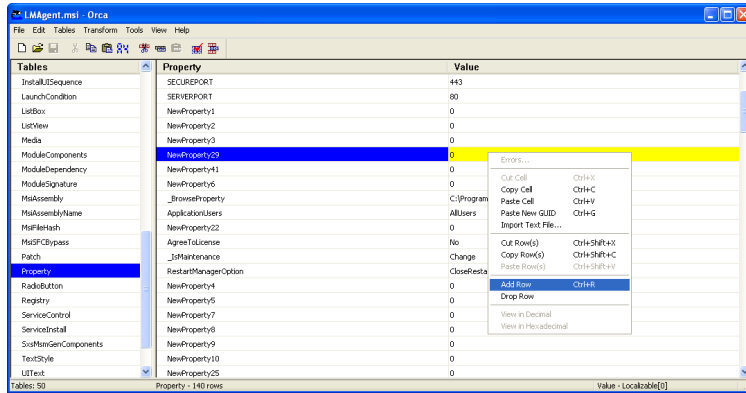 LMAgent.msi - Orca
File Edit Tables Transform Tools View Help
Tables
InstallUISequence
LaunchCondition
ListBox
ListView
Media
ModuleComponents
ModuleDependency
ModuleSignature
MsiAssembly
MsiAssemblyName
MsiFileHash
MsiSFCBypass
Patch
Property
RadioButton
Registry
ServiceControl
ServiceInstall
SxsMsmGenComponents
TextStyle
UIText
Property Value
SECUREPORT 443
SERVERPORT 80
NewProperty1 0
NewProperty2 0
NewProperty3 0
NewProperty29 0
NewProperty41 0
NewProperty6 0
_BrowseProperty C:\Program
ApplicationUsers AllUsers
NewProperty22 0
AgreeToLicense No
_IsMaintenance Change
RestartManagerOption CloseResta
NewProperty4 0
NewProperty5 0
NewProperty7 0
NewProperty8 0
NewProperty9 0
NewProperty10 0
NewProperty25 0
Errors...
Cut Cell Ctrl+X
Copy Cell Ctrl+C
Paste Cell Ctrl+V
Paste New GUID Ctrl+G
Import Text File...
Cut Row(s) Ctrl+Shift+X
Copy Row(s) Ctrl+Shift+C
Paste Row(s) Ctrl+Shift+V
Add Row Ctrl+R
Drop Row
View in Decimal
View in Hexadecimal
Tables: 50 Property - 140 rows Value - Localizable[0]